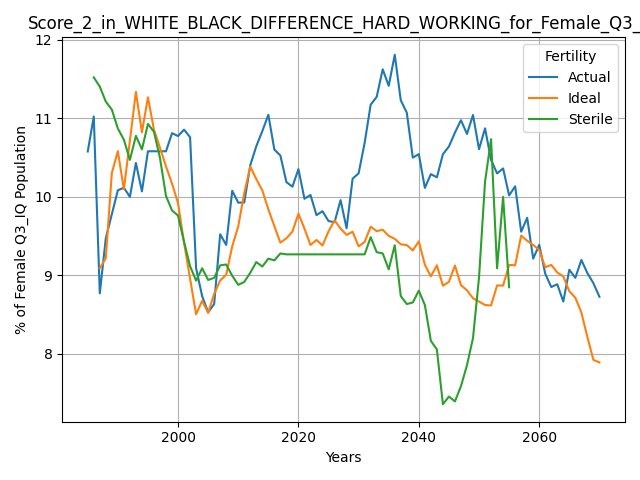 Score_2_in_WHITE_BLACK_DIFFERENCE_HARD_WORKING_for_Female_Q3_
12
11
10
9
8
% of Female Q3_IQ Population
Fertility
Actual
Ideal
Sterile
2000
2020
2040
2060
Years